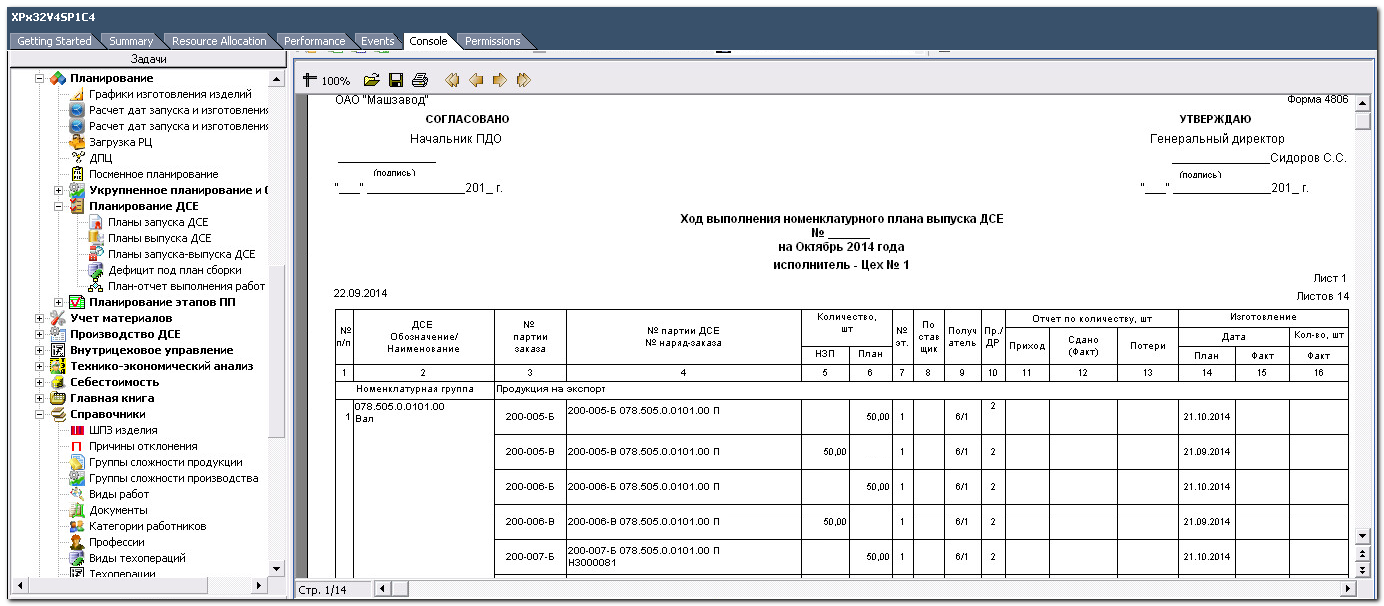 XPx32V4SP1C4
Getting Started Summary Resource Allocation Performance Events Console Permissions
Задачи
Планирование
Графики изготовления изделий
Расчет дат запуска и изготовления
Расчет дат запуска и изготовления
Загрузка РЦ
ДПЦ
Посменное планирование
Укрупненное планирование и
Планирование ДСЕ
Планы запуска ДСЕ
Планы выпуска ДСЕ
Планы запуска-выпуска ДСЕ
Дефицит под план сборки
План-отчет выполнения работ
Планирование этапов ПП
Учет материалов
Производство ДСЕ
Внутрицеховое управление
Технико-экономический анализ
Себестоимость
Главная книга
Справочники
ШПЗ изделия
Причины отклонения
Группы сложности продукции
Группы сложности производства
Виды работ
Документы
Категории работников
Профессии
Виды техопераций
Техоперации
100%
ОАО "Машзавод" Форма 4806
СОГЛАСОВАНО УТВЕРЖДАЮ
Начальник ПДО Генеральный директор
_______________ _______________Сидоров С.С.
(подпись) (подпись)
"___" _______________201_ г. "___" _______________201_ г.
Ход выполнения номенклатурного плана выпуска ДСЕ
№ ______
на Октябрь 2014 года
исполнитель - Цех № 1
Лист 1
22.09.2014 Листов 14
№ п/п ДСЕ Обозначение/ Наименование № партии заказа № партии ДСЕ № наряд-заказа Количество, шт НЗП План № эт. По став щик Получ атель Пр./ ДР Отчет по количеству, шт Приход Сдано (Факт) Потери Изготовление Дата План Факт Кол-во, шт Факт
1 2 3 4 5 6 7 8 9 10 11 12 13 14 15 16
Номенклатурная группа Продукция на экспорт
1 078.505.0.0101.00 Вал 200-005-Б 200-005-Б 078.505.0.0101.00 П 50,00 1 6/1 2 21.10.2014
200-005-В 200-005-В 078.505.0.0101.00 П 50,00 1 6/1 2 21.09.2014
200-006-Б 200-006-Б 078.505.0.0101.00 П 50,00 1 6/1 2 21.10.2014
200-006-В 200-006-В 078.505.0.0101.00 П 50,00 1 6/1 2 21.09.2014
200-007-Б 200-007-Б 078.505.0.0101.00 П 50,00 1 6/1 2 21.10.2014
НЗ000081
Стр. 1/14